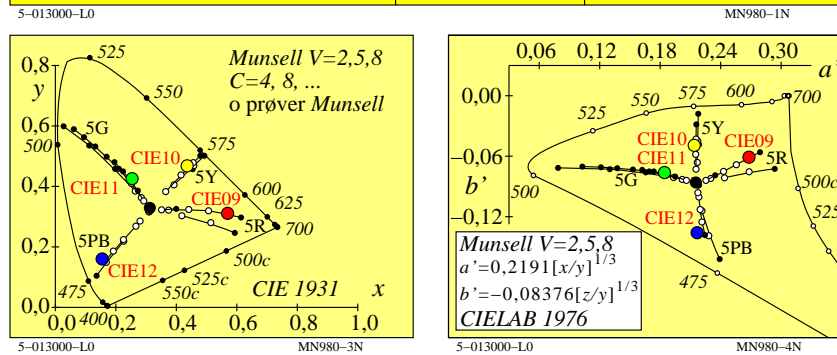 5-013000-L0
MN980-1N
0,8
y
0,6
0,4
0,2
0,0
0,0
0,2
0,4
0,6
0,8
1,0
x
Munsell V=2,5,8
C=4, 8, ...
o prøver Munsell
525
550
575
600
625
700
500
5G
CIE10
5Y
CIE11
CIE09
5R
5PB
CIE12
500c
525c
550c
475
400
CIE 1931
5-013000-L0
MN980-3N
0,06
0,12
0,18
0,24
0,30
a’
0,00
−0,06
b’
−0,12
525
550
575
600
700
5Y
CIE10
CIE09
CIE11
5R
5G
500
500c
CIE12
525
5PB
475
Munsell V=2,5,8
a’=0,2191[x/y]1/3
b’=−0,08376[z/y]1/3
CIELAB 1976
5-013000-L0
MN980-4N